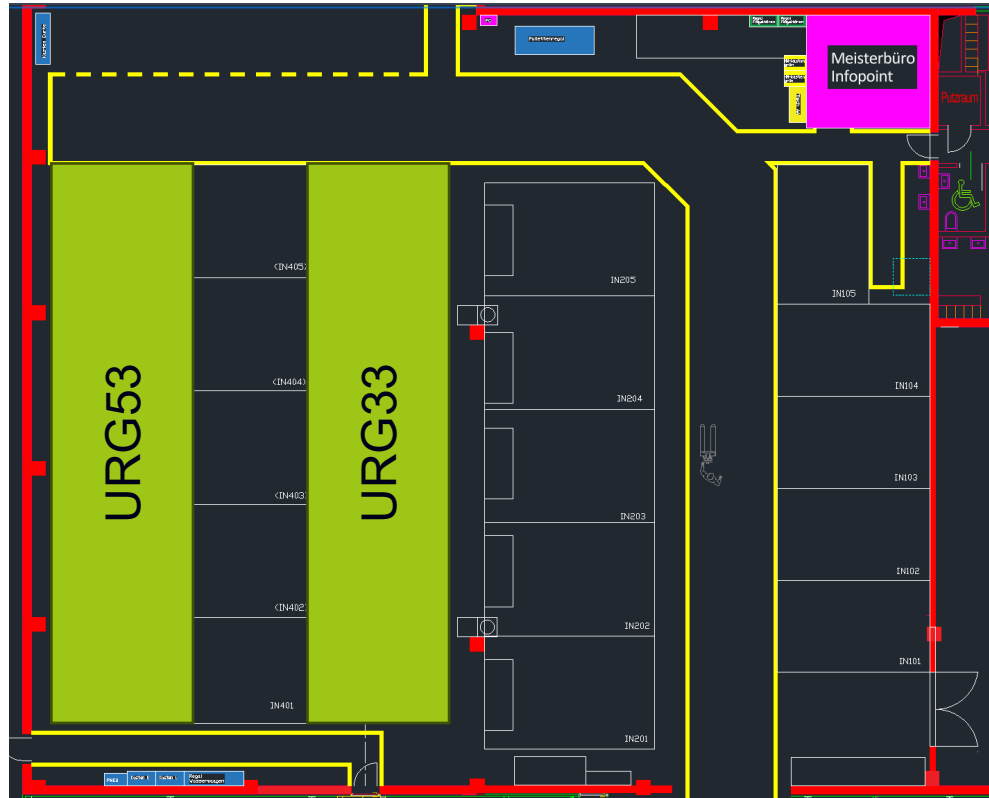 Palettenregal
Meisterbüro
Infopoint
Putzraum
(IN405)
IN205
IN105
(IN404)
IN204
IN104
URG53
URG33
(IN403)
IN203
IN103
(IN402)
IN202
IN102
IN401
IN201
IN101
Regal